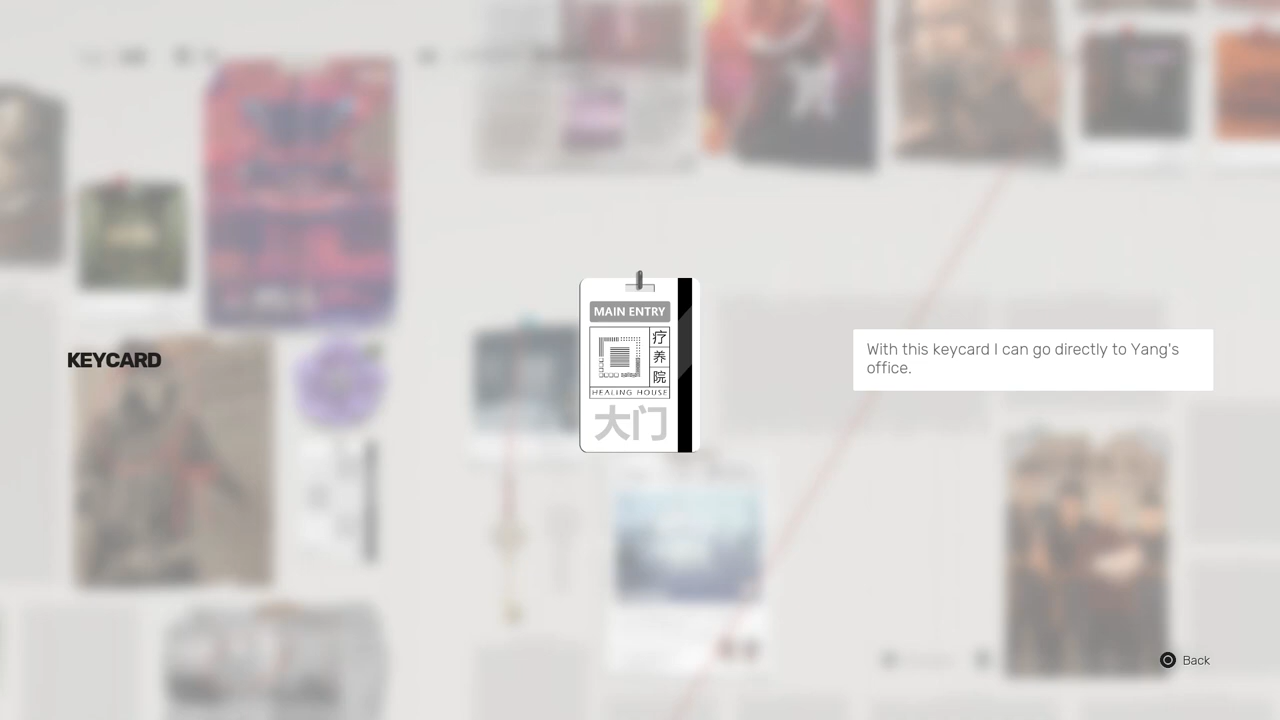 KEYCARD
MAIN ENTRY
疗
养
院
HEALING HOUSE
大门
With this keycard I can go directly to Yang's
office.
Back